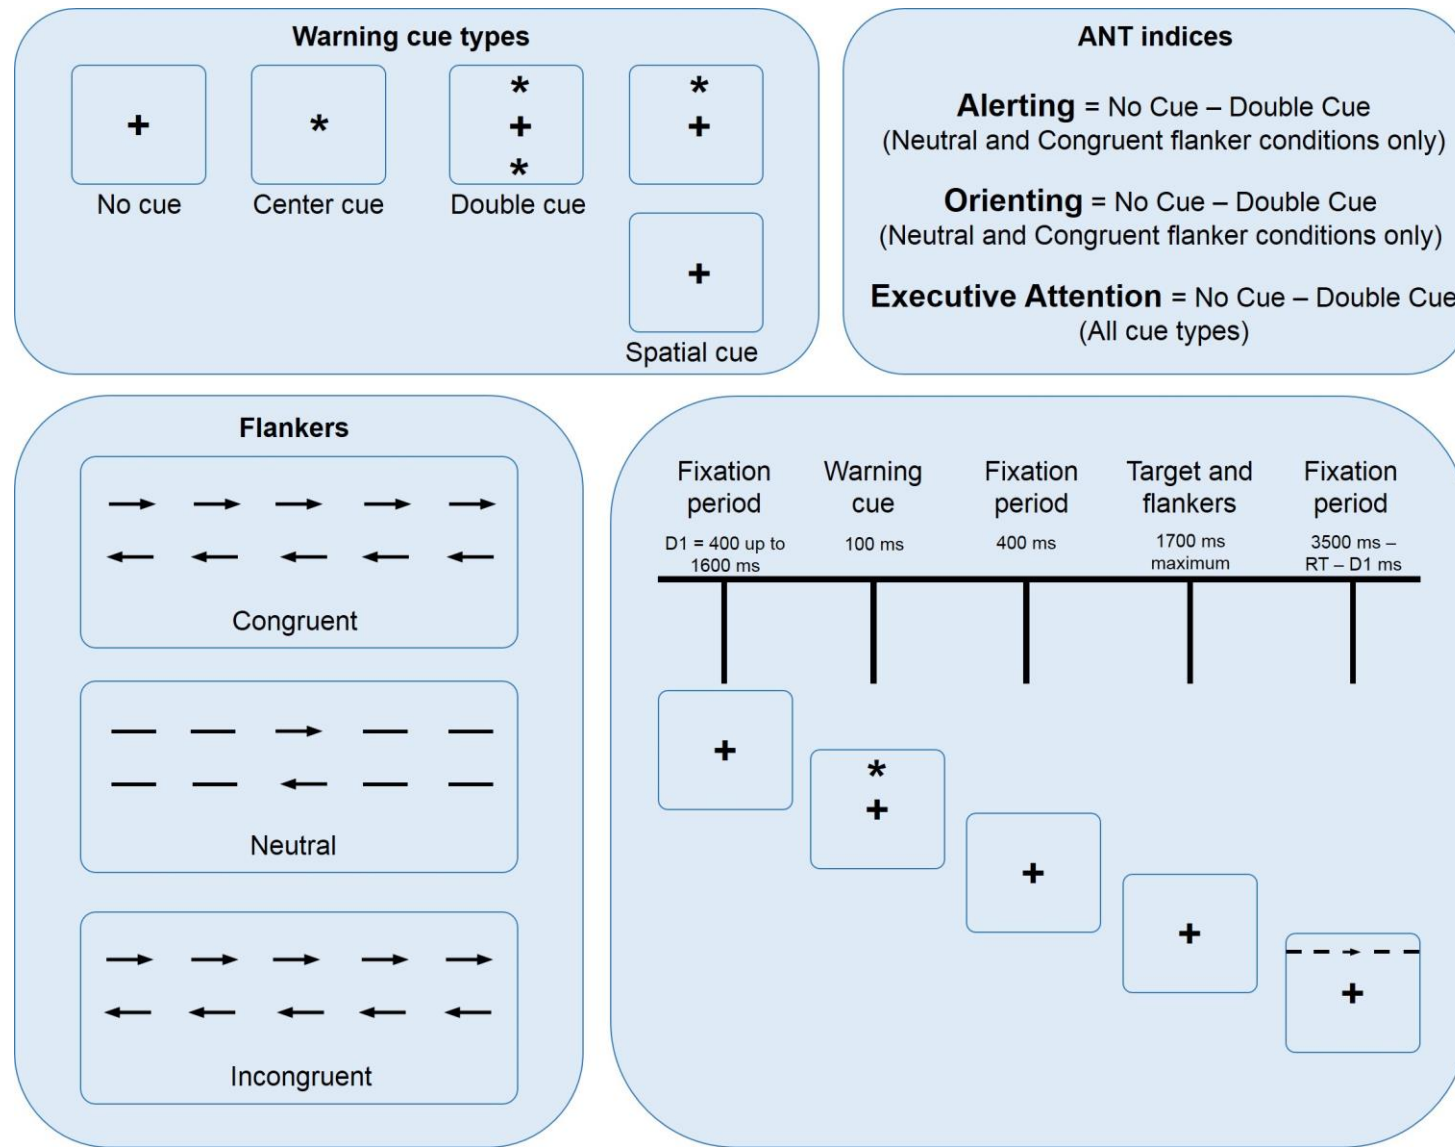 Warning cue types
+
*
*
+
*
*
+
No cue
Center cue
Double cue
+
Spatial cue
ANT indices
Alerting = No Cue – Double Cue
(Neutral and Congruent flanker conditions only)
Orienting = No Cue – Double Cue
(Neutral and Congruent flanker conditions only)
Executive Attention = No Cue – Double Cue
(All cue types)
Flankers
Congruent
Neutral
Incongruent
Fixation
period
D1 = 400 up to
1600 ms
Warning
cue
100 ms
Fixation
period
400 ms
Target and
flankers
1700 ms
maximum
Fixation
period
3500 ms –
RT – D1 ms
+
*
+
+
+
+